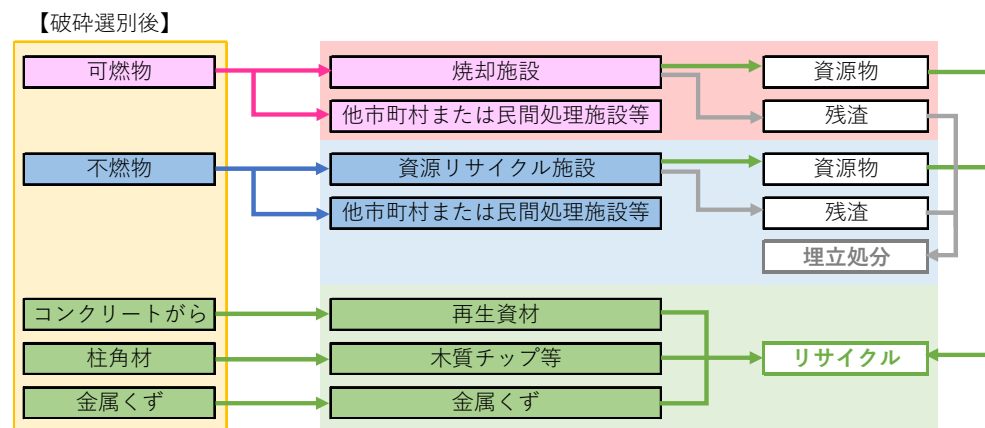 【破砕選別後】
可燃物
焼却施設
資源物
他市町村または民間処理施設等
残渣
不燃物
資源リサイクル施設
資源物
他市町村または民間処理施設等
残渣
埋立処分
コンクリートがら
再生資材
柱角材
木質チップ等
リサイクル
金属くず
金属くず